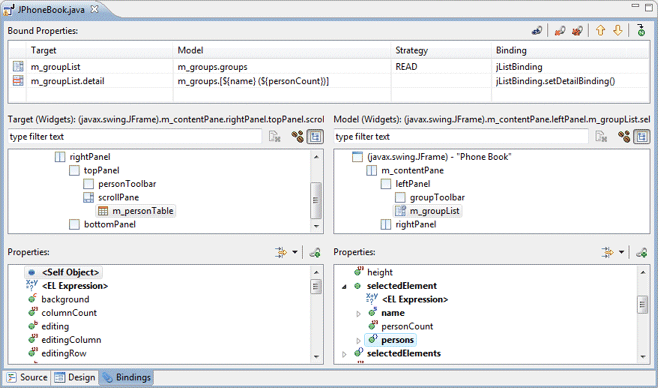 JPhoneBook.java
Bound Properties:
Target Model Strategy Binding
m_groupList m_groups.groups READ jListBinding
m_groupList.detail m_groups.[${name} (${personCount})] jListBinding.setDetailBinding()
Target (Widgets): (javax.swing.JFrame).m_contentPane.rightPanel.topPanel.scrol
Model (Widgets): (javax.swing.JFrame).m_contentPane.leftPanel.m_groupList.sel
type filter text
type filter text
rightPanel
topPanel
personToolbar
scrollPane
m_personTable
bottomPanel
(javax.swing.JFrame) - "Phone Book"
m_contentPane
leftPanel
groupToolbar
m_groupList
rightPanel
Properties:
<Self Object>
<EL Expression>
background
columnCount
editing
editingColumn
editingRow
Properties:
height
selectedElement
<EL Expression>
name
personCount
persons
selectedElements
Source Design Bindings